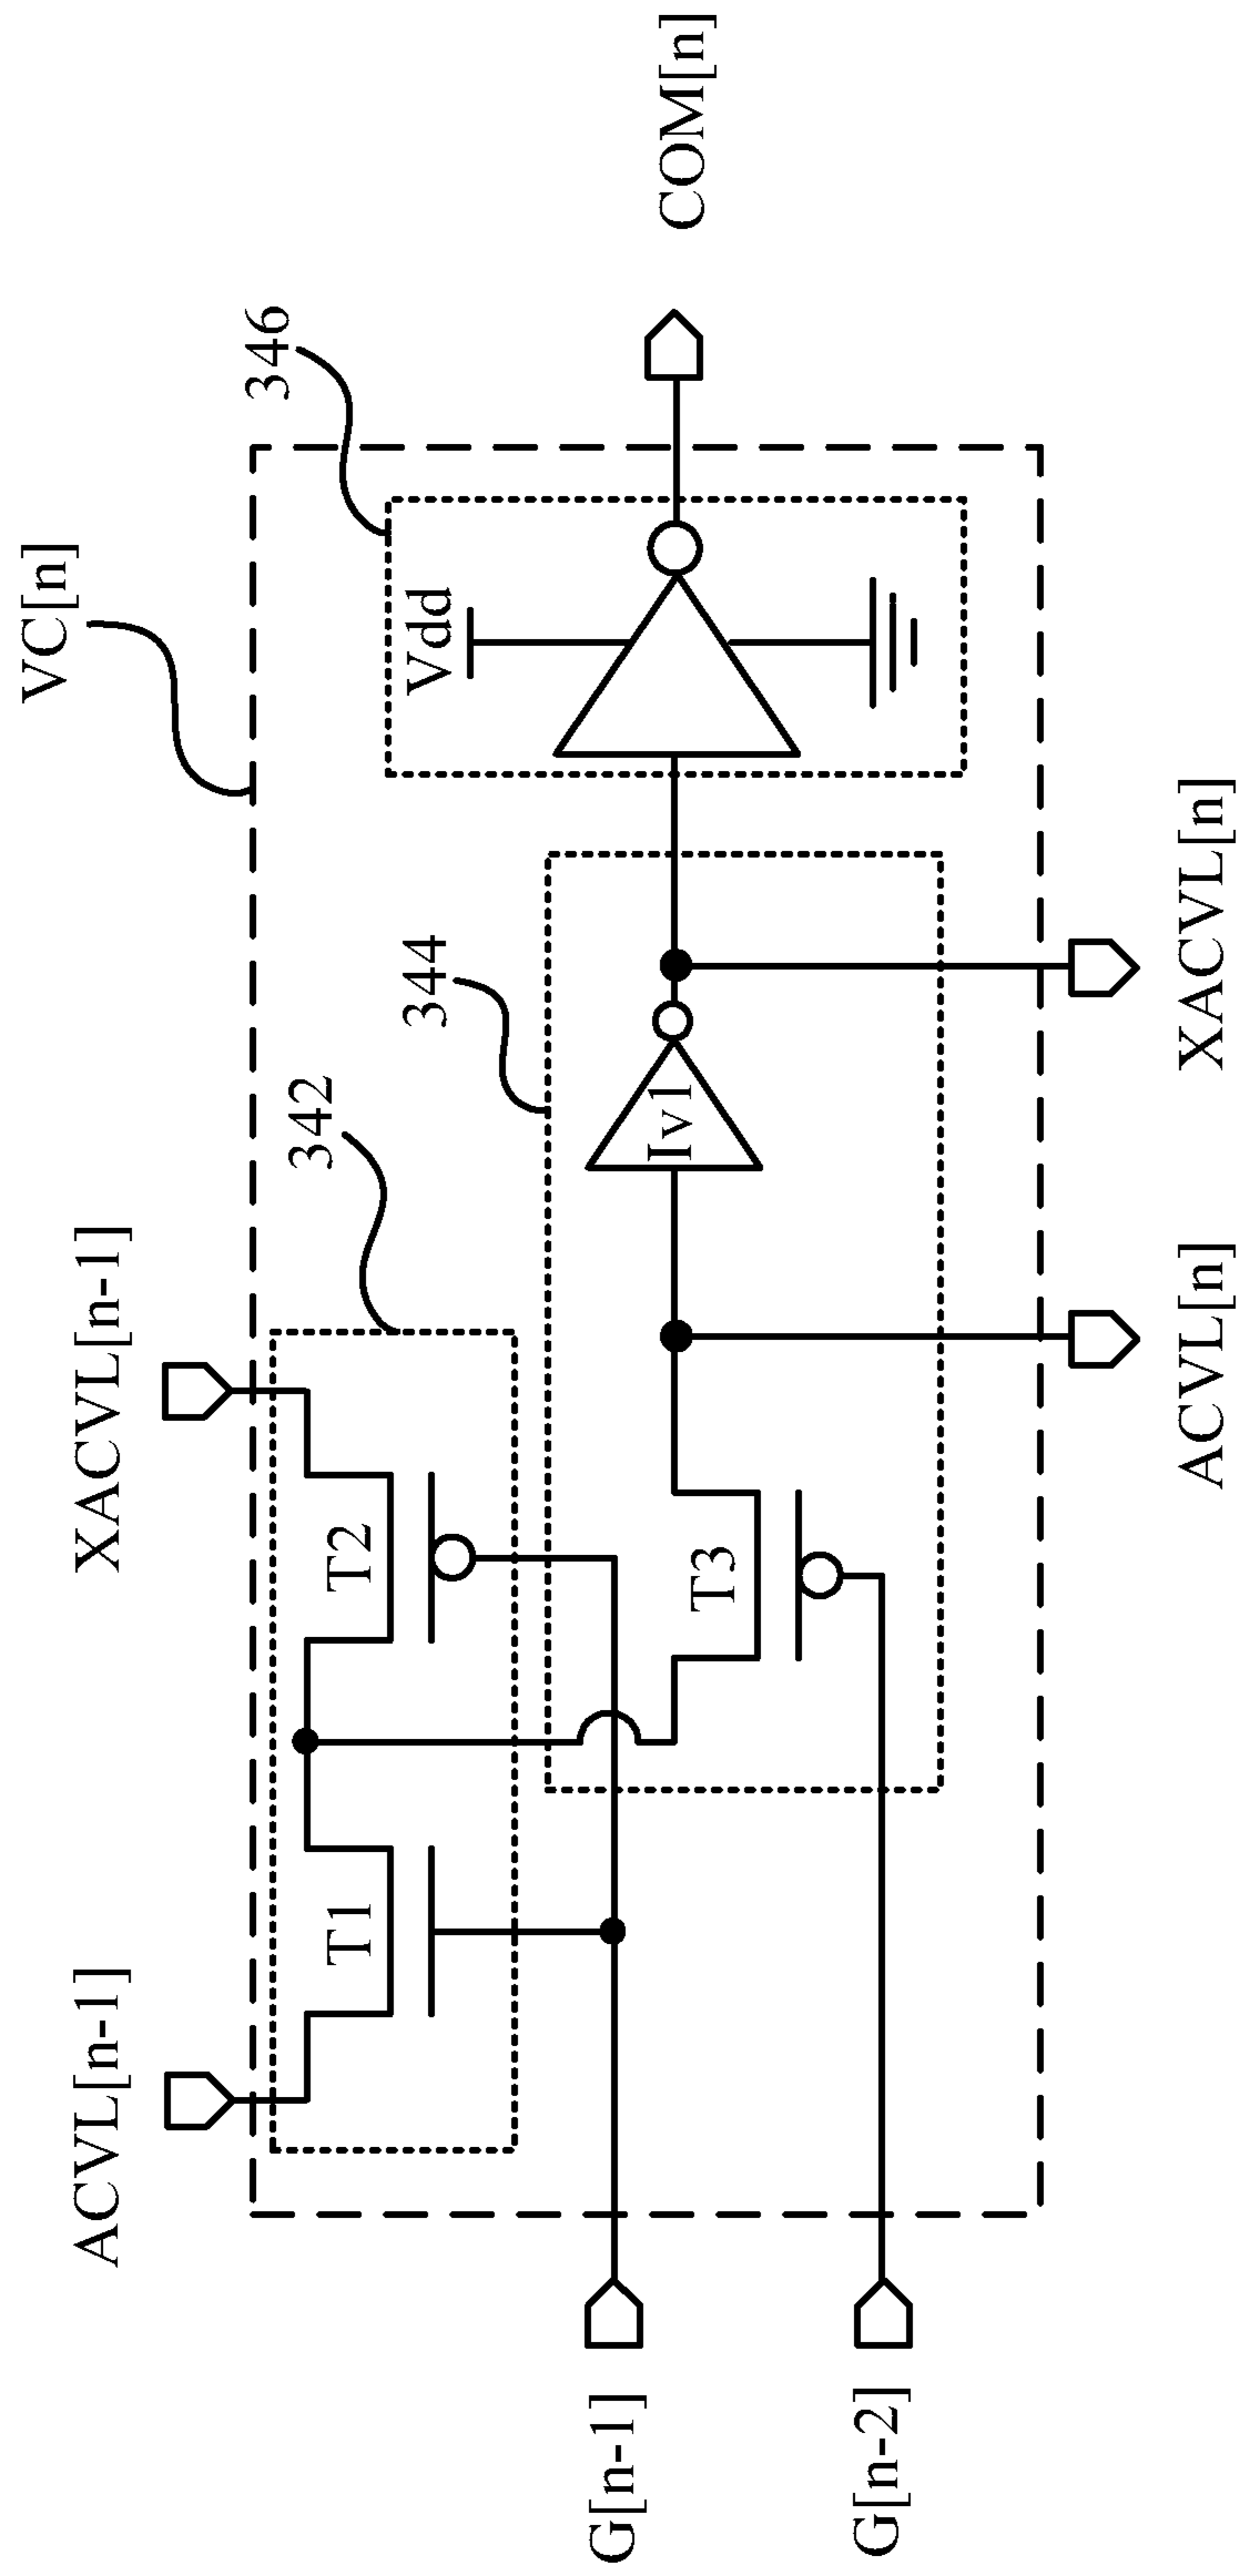 VC[n]
346
ACVL[n-1]
XACVL[n-1]
342
344
T1
T2
Vdd
COM[n]
T3
Iv1
G[n-1]
G[n-2]
ACVL[n]
XACVL[n]